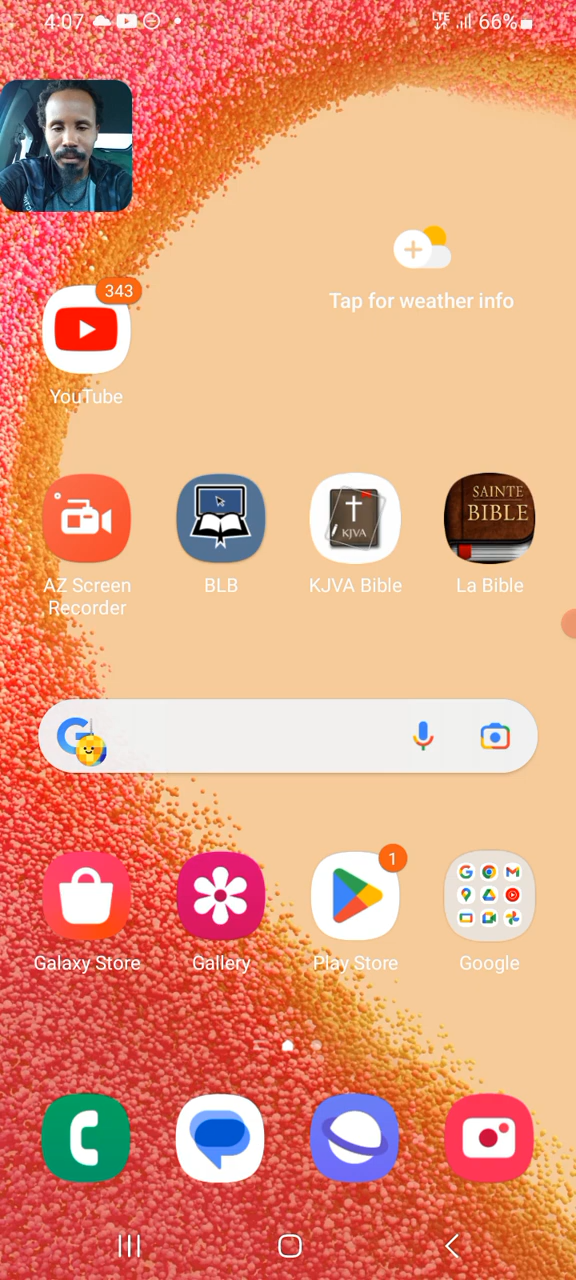 4:07
LTE
66%
343
Tap for weather info
YouTube
SAINTE
BIBLE
KJVA
AZ Screen
Recorder
BLB
KJVA Bible
La Bible
1
Galaxy Store
Gallery
Play Store
Google